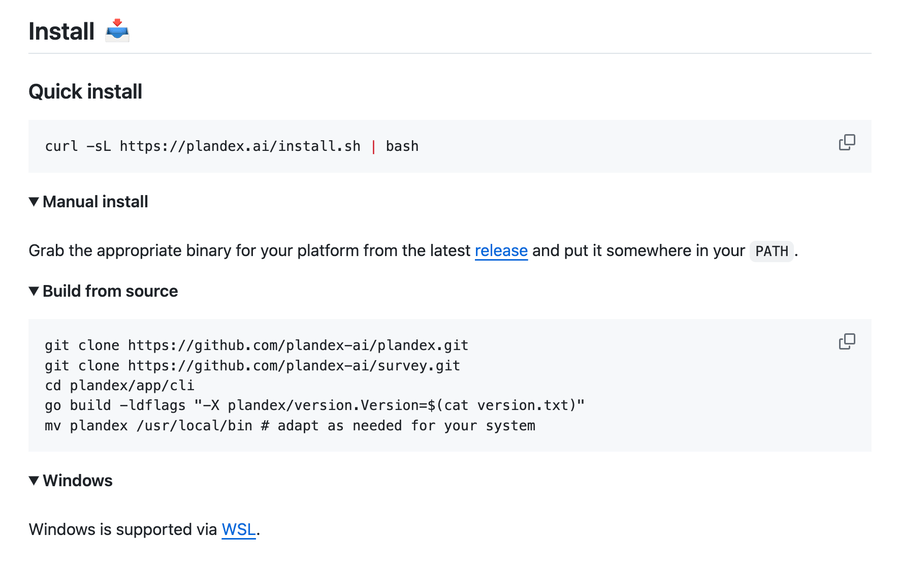 Install 📥
Quick install
curl -sL https://plandex.ai/install.sh | bash
▼ Manual install
Grab the appropriate binary for your platform from the latest release and put it somewhere in your PATH.
▼ Build from source
git clone https://github.com/plandex-ai/plandex.git
git clone https://github.com/plandex-ai/survey.git
cd plandex/app/cli
go build -ldflags "-X plandex/version.Version=$(cat version.txt)"
mv plandex /usr/local/bin # adapt as needed for your system
▼ Windows
Windows is supported via WSL.